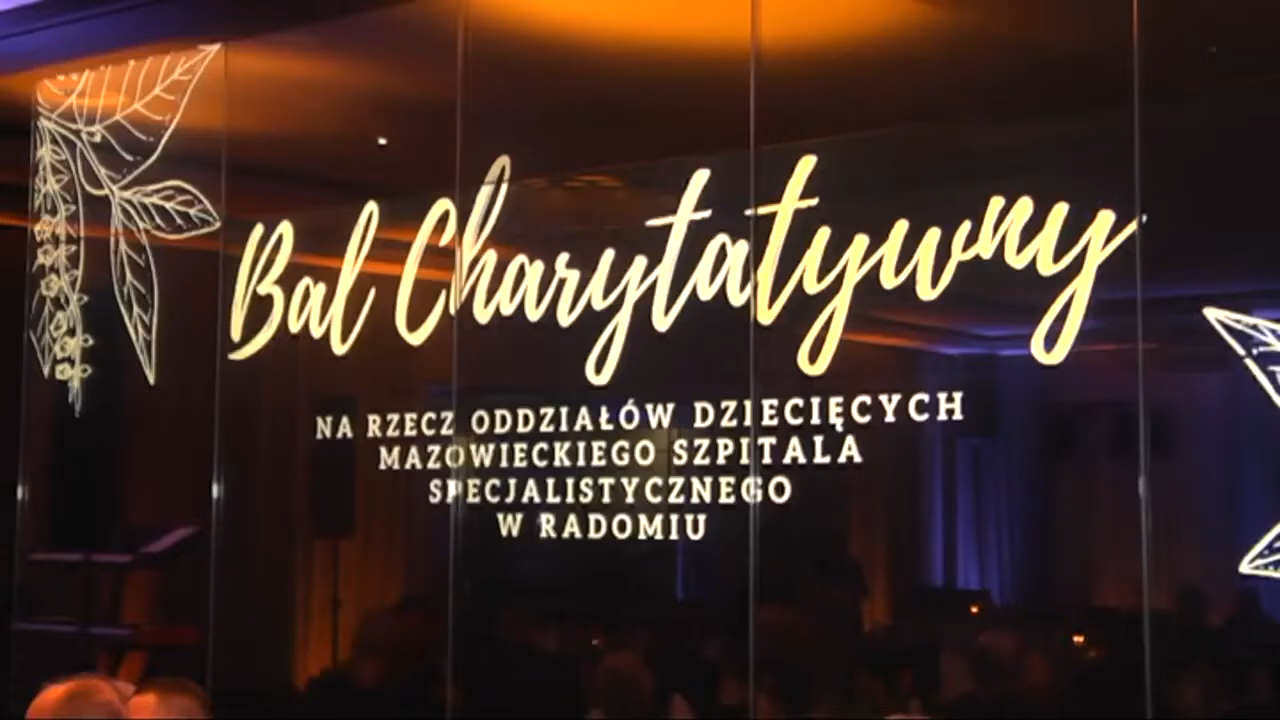 Bal Charytatywny
NA RZECZ ODDZIAŁÓW DZIECIĘCYCH
MAZOWIECKIEGO SZPITALA
SPECJALISTYCZNEGO
W RADOMIU